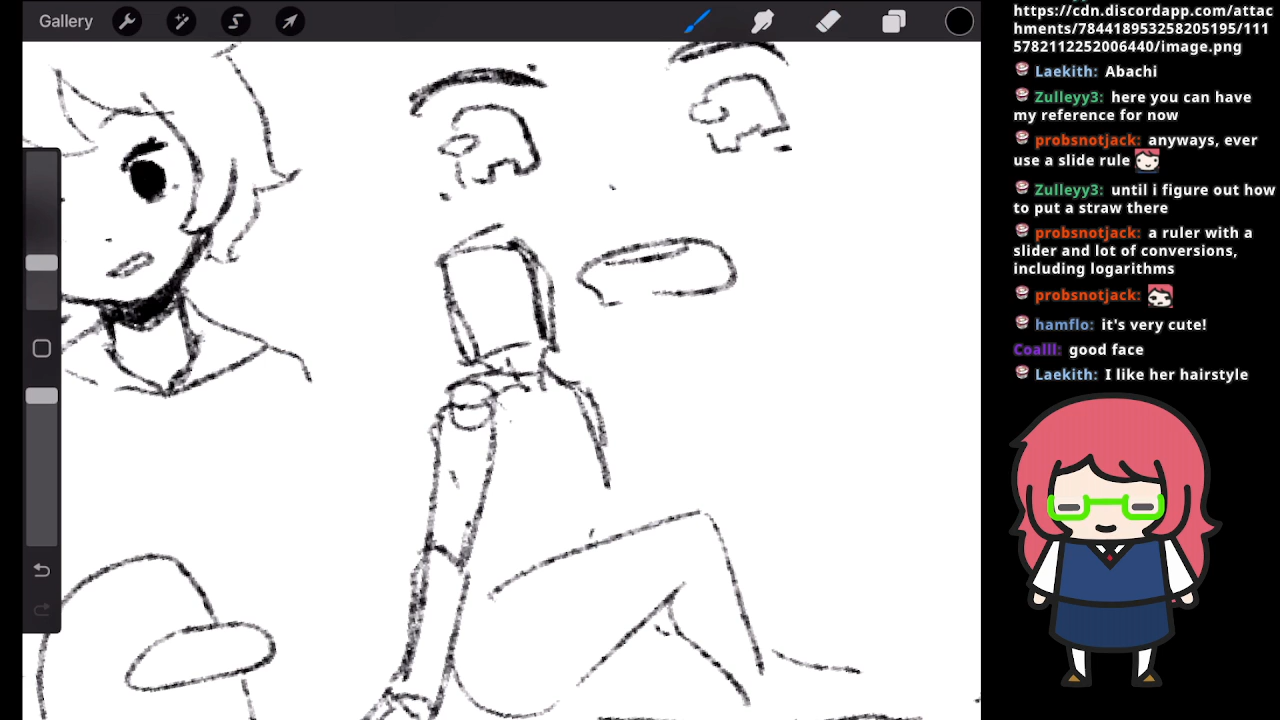 Gallery
https://cdn.discordapp.com/attac
hments/784418953258205195/111
5782112252006440/image.png
Laekith: Abachi
Zulleyy3: here you can have
my reference for now
probsnotjack: anyways, ever
use a slide rule
Zulleyy3: until i figure out how
to put a straw there
probsnotjack: a ruler with a
slider and lot of conversions,
including logarithms
probsnotjack:
hamflo: it's very cute!
Coalll: good face
Laekith: I like her hairstyle